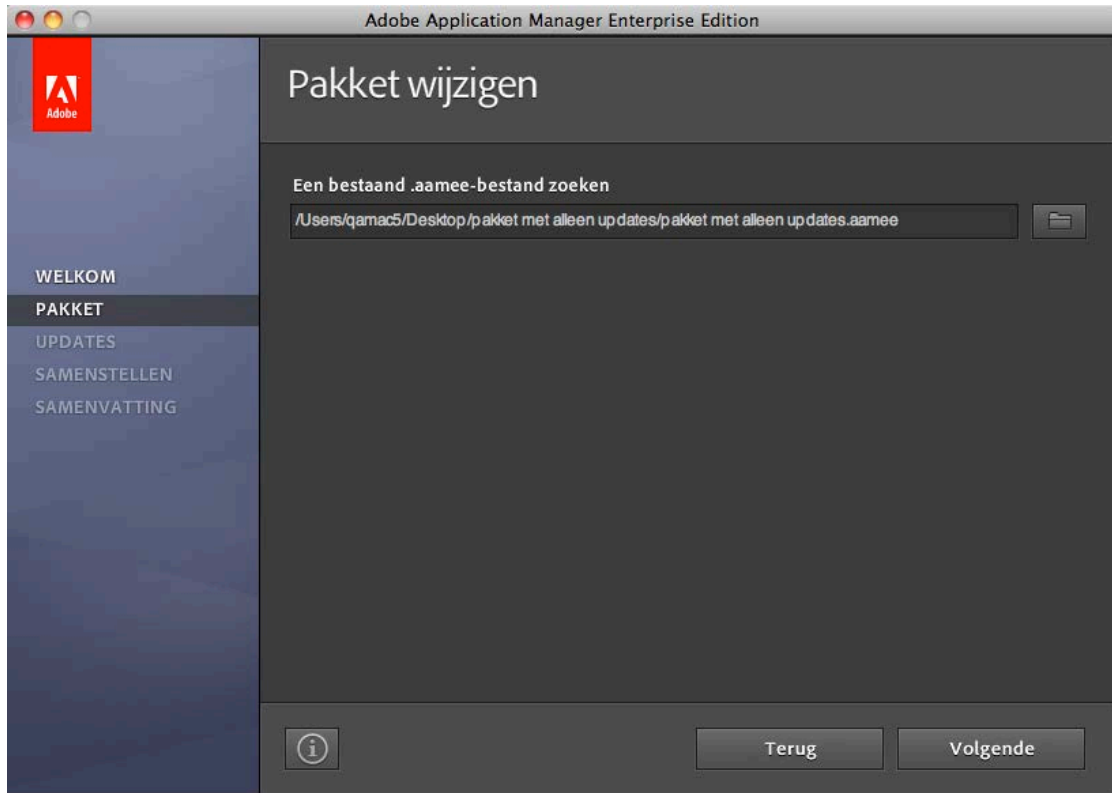 Adobe Application Manager Enterprise Edition
Adobe
Pakket wijzigen
Een bestaand .aamee-bestand zoeken
/Users/qamac5/Desktop/pakket met alleen updates/pakket met alleen updates.aamee
WELKOM
PAKKET
UPDATES
SAMENSTELLEN
SAMENVATTING
Terug
Volgende